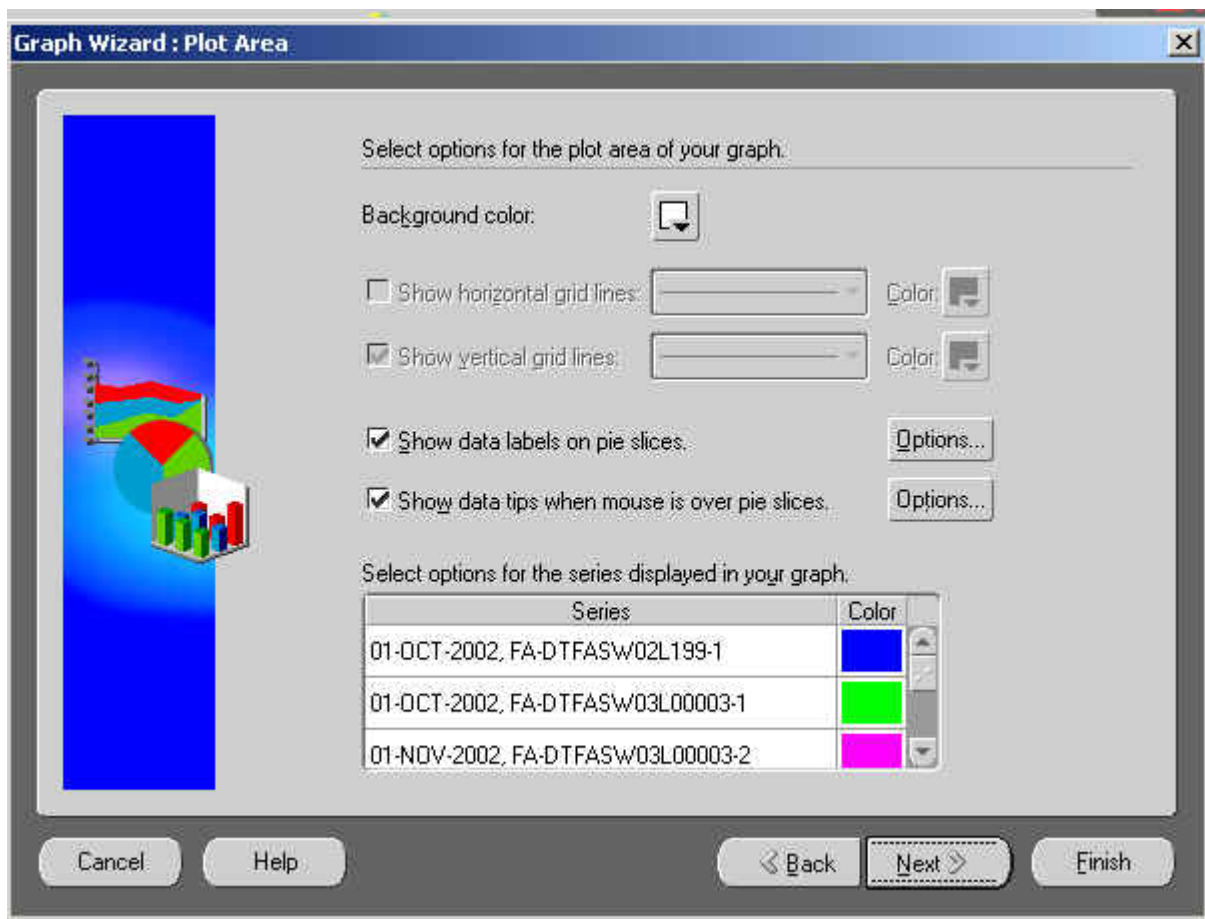 Graph Wizard : Plot Area
Select options for the plot area of your graph.
Background color:
Show horizontal grid lines: Color:
Show vertical grid lines: Color:
Show data labels on pie slices. Options...
Show data tips when mouse is over pie slices. Options...
Select options for the series displayed in your graph.
Series Color
01-OCT-2002, FA-DTFASW02L199-1
01-OCT-2002, FA-DTFASW03L00003-1
01-NOV-2002, FA-DTFASW03L00003-2
Cancel Help Back Next Finish